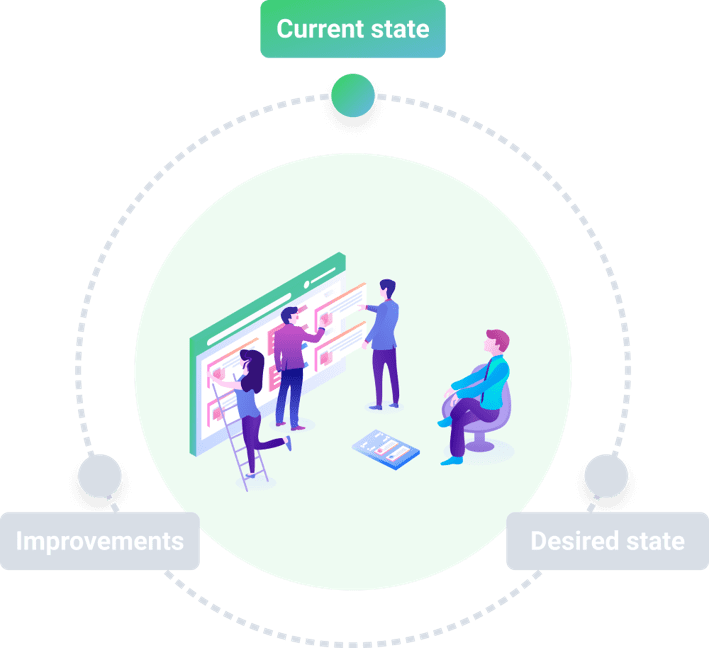 Current state
Improvements
Desired state